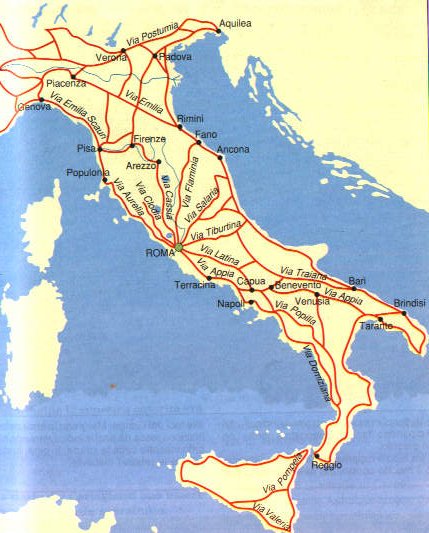 Aquilea
Via Postumia
Verona
Padova
Piacenza
Via Emilia
Genova
Via Emilia Scauri
Rimini
Firenze
Fano
Pisa
Ancona
Arezzo
Populonia
Via Flaminia
Via Aurelia
Via Clodia
Via Cassia
Via Salaria
Via Tiburtina
ROMA
Via Latina
Via Appia
Via Traiana
Terracina
Capua
Benevento
Bari
Venusia
Via Appia
Napoli
Brindisi
Via Popilia
Taranto
Via Domiziana
Reggio
Via Pompeia
Via Valeria